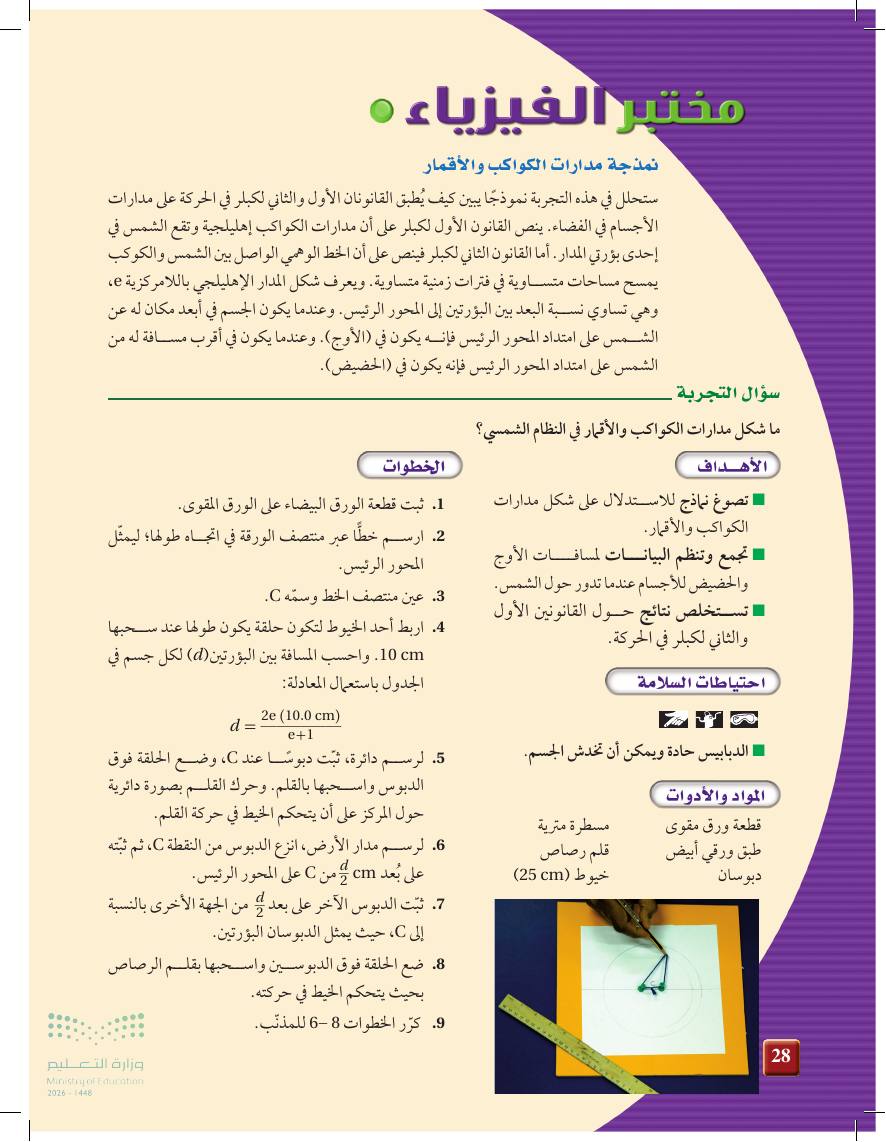 مختبر الفيزياء
نمذجة مدارات الكواكب والأقمار
ستحلل في هذه التجربة نموذجًا يبين كيف يُطبق القانونان الأول والثاني لكبلر في الحركة على مدارات
الأجسام في الفضاء. ينص القانون الأول لكبلر على أن مدارات الكواكب إهليلجية وتقع الشمس في
إحدى بؤرتي المدار. أما القانون الثاني لكبلر فينص على أن الخط الوهمي الواصل بين الشمس والكوكب
يمسح مساحات متساوية في فترات زمنية متساوية. ويعرف شكل المدار الإهليلجي باللامركزية e،
وهي تساوي نسبة البعد بين البؤرتين إلى المحور الرئيس. وعندما يكون الجسم في أبعد مكان له عن
الشمس على امتداد المحور الرئيس فإنه يكون في (الأوج). وعندما يكون في أقرب مسافة له من
الشمس على امتداد المحور الرئيس فإنه يكون في (الحضيض).
سؤال التجربة
ما شكل مدارات الكواكب والأقمار في النظام الشمسي؟
الأهداف
■ تصوغ نماذج للاستدلال على شكل مدارات
الكواكب والأقمار.
■ تجمع وتنظم البيانات لمسافات الأوج
والحضيض للأجسام عندما تدور حول الشمس.
■ تستخلص نتائج حول القانونين الأول
والثاني لكبلر في الحركة.
احتياطات السلامة
■ الدبابيس حادة ويمكن أن تخدش الجسم.
المواد والأدوات
قطعة ورق مقوى مسطرة مترية
طبق ورقي أبيض قلم رصاص
دبوسان خيوط (25 cm)
الخطوات
1. ثبت قطعة الورق البيضاء على الورق المقوى.
2. ارسم خطًّا عبر منتصف الورقة في اتجاه طولها؛ ليمثّل
المحور الرئيس.
3. عين منتصف الخط وسمّه C.
4. اربط أحد الخيوط لتكون حلقة يكون طولها عند سحبها
10 cm. واحسب المسافة بين البؤرتين(d) لكل جسم في
الجدول باستعمال المعادلة:
d = 2e (10.0 cm) / e+1
5. لرسم دائرة، ثبّت دبوسًا عند C، وضع الحلقة فوق
الدبوس واسحبها بالقلم. وحرك القلم بصورة دائرية
حول المركز على أن يتحكم الخيط في حركة القلم.
6. لرسم مدار الأرض، انزع الدبوس من النقطة C، ثم ثبّته
على بُعد d/2 cm من C على المحور الرئيس.
7. ثبّت الدبوس الآخر على بعد d/2 من الجهة الأخرى بالنسبة
إلى C، حيث يمثل الدبوسان البؤرتين.
8. ضع الحلقة فوق الدبوسين واسحبها بقلم الرصاص
بحيث يتحكم الخيط في حركته.
9. كرّر الخطوات 8 –6 للمذنّب.
وزارة التعليم
Ministry of Education
2026 - 1448
28